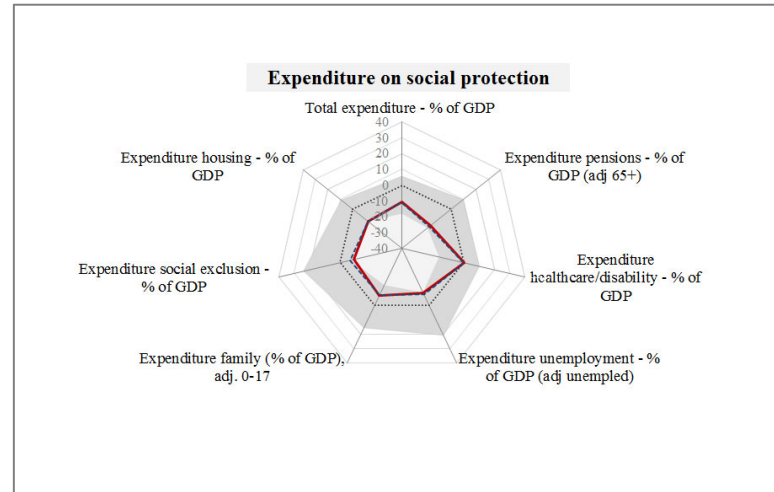 Expenditure on social protection
Total expenditure - % of GDP
40
30
20
10
0
-10
-20
-30
-40
Expenditure pensions - % of
GDP (adj 65+)
Expenditure
healthcare/disability - % of
GDP
Expenditure unemployment - %
of GDP (adj unempled)
Expenditure family (% of GDP),
adj. 0-17
Expenditure social exclusion -
% of GDP
Expenditure housing - % of
GDP